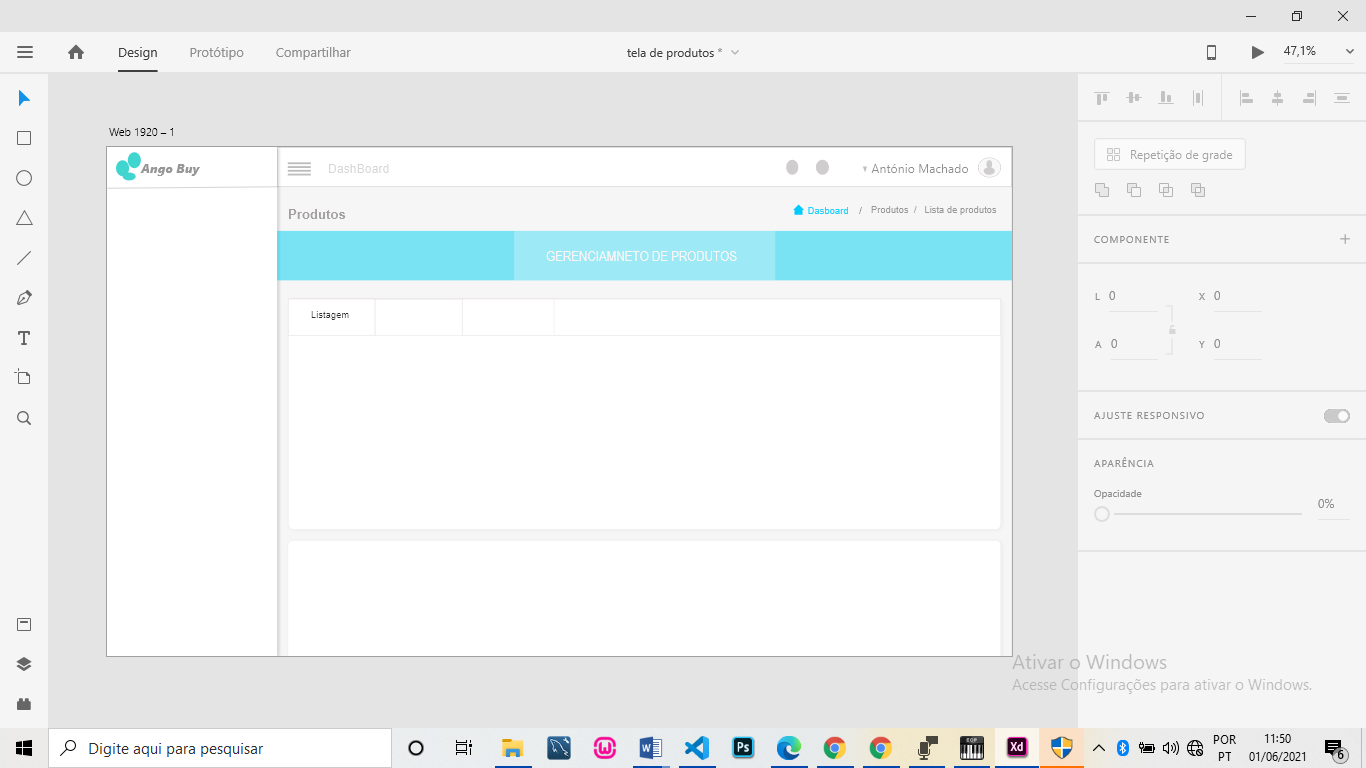 Design Protótipo Compartilhar tela de produtos * 47,1%
Web 1920 – 1
Ango Buy DashBoard António Machado
Produtos Dasboard / Produtos / Lista de produtos
GERENCIAMNETO DE PRODUTOS
Listagem
Repetição de grade
COMPONENTE
L 0 X 0
A 0 Y 0
AJUSTE RESPONSIVO
APARÊNCIA
Opacidade
0%
Ativar o Windows
Acesse Configurações para ativar o Windows.
Digite aqui para pesquisar
W
Ps
EOP
Xd
POR
PT
11:50
01/06/2021
6